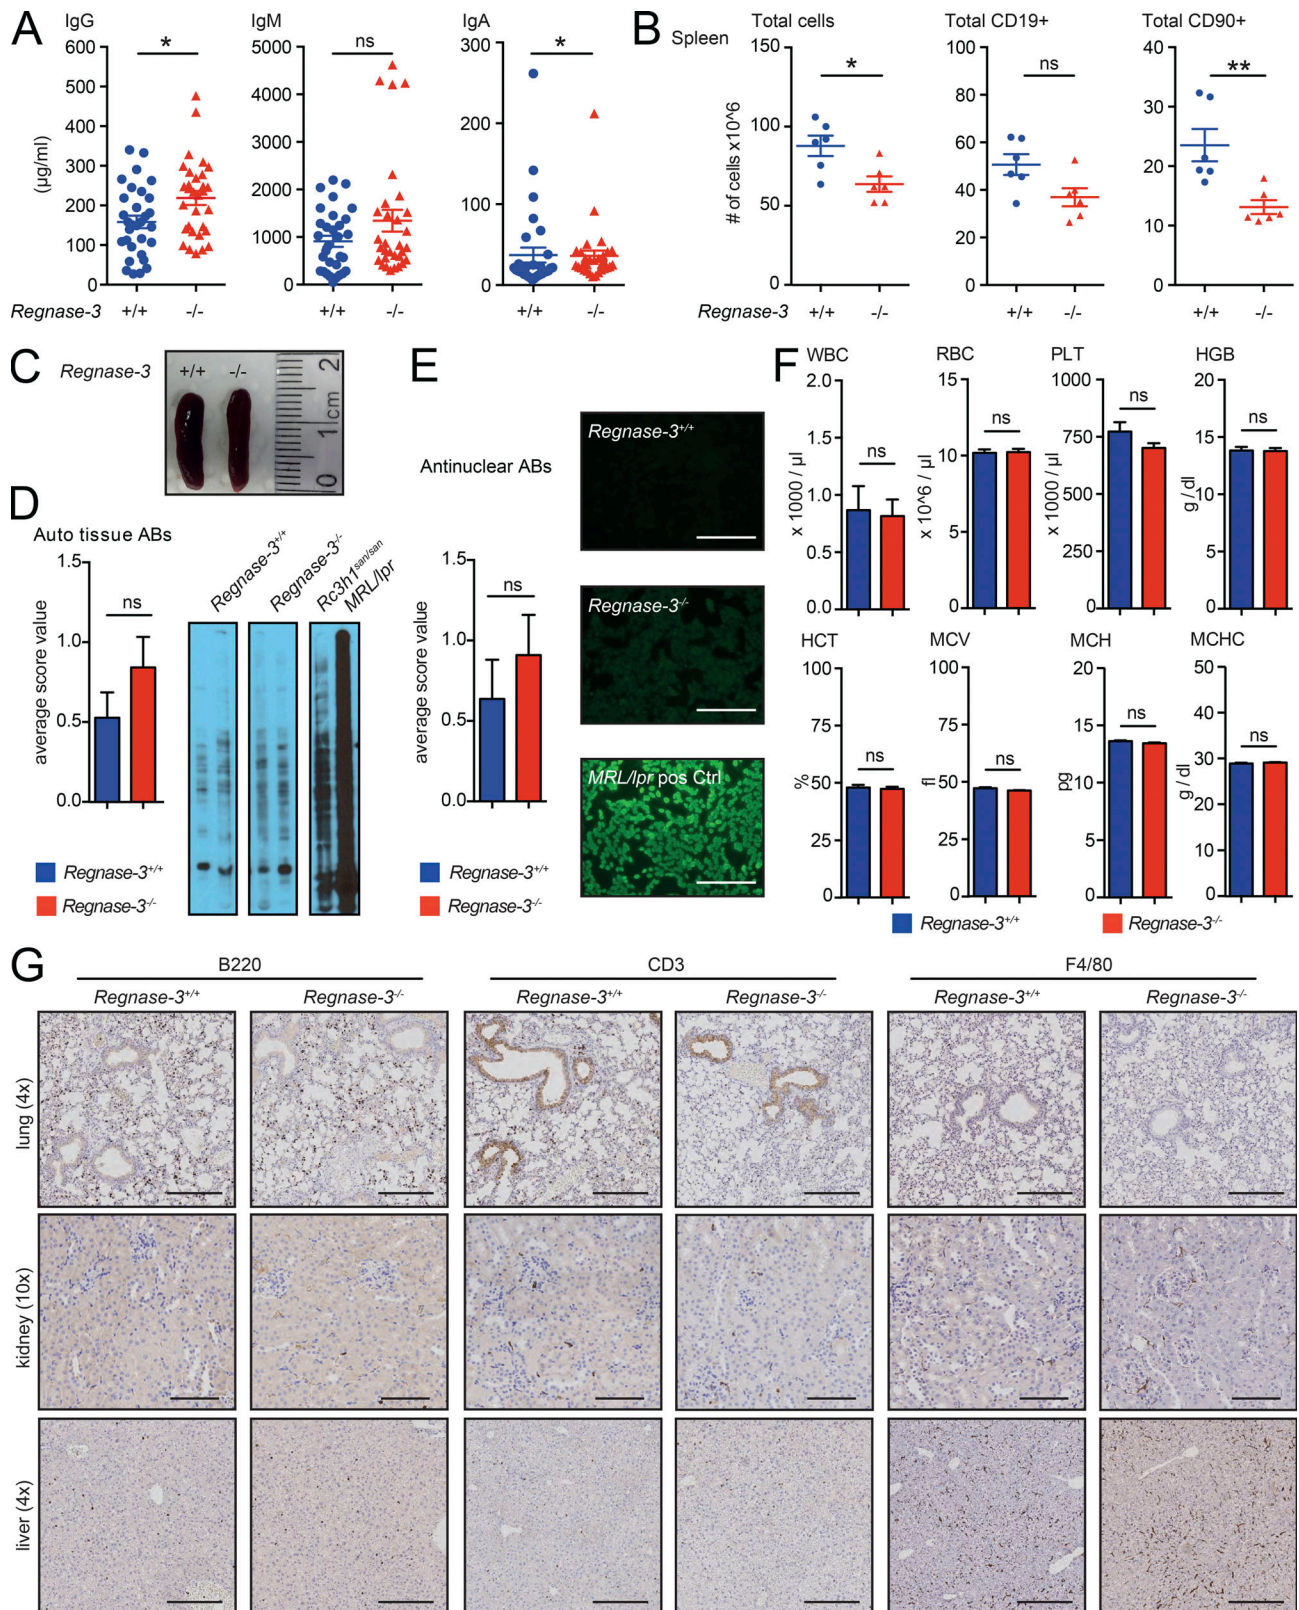 A
IgG
IgM
IgA
(µg/ml)
600
500
400
300
200
100
0
*
5000
4000
3000
2000
1000
0
ns
300
200
100
0
*
Regnase-3
+/+
-/-
+/+
-/-
+/+
-/-
B
Spleen
Total cells
Total CD19+
Total CD90+
# of cells x10^6
150
100
50
0
*
100
80
60
40
20
0
ns
40
30
20
10
0
**
Regnase-3
+/+
-/-
+/+
-/-
+/+
-/-
C
Regnase-3
+/+
-/-
0
1
2
cm
D
Auto tissue ABs
average score value
1.5
1.0
0.5
0.0
ns
Regnase-3+/+
Regnase-3-/-
Rc3h1san/san
MRL/lpr
Regnase-3+/+
Regnase-3-/-
E
Antinuclear ABs
average score value
1.5
1.0
0.5
0.0
ns
Regnase-3+/+
Regnase-3-/-
MRL/lpr pos Ctrl
Regnase-3+/+
Regnase-3-/-
F
WBC
x 1000 / µl
2.0
1.5
1.0
0.5
0.0
ns
RBC
x 10^6 / µl
15
10
5
0
ns
PLT
x 1000 / µl
1000
750
500
250
0
ns
HGB
g / dl
20
15
10
5
0
ns
HCT
%
100
75
50
25
0
ns
MCV
fl
100
75
50
25
0
ns
MCH
pg
20
15
10
5
0
ns
MCHC
g / dl
50
40
30
20
10
0
ns
Regnase-3+/+
Regnase-3-/-
G
B220
CD3
F4/80
Regnase-3+/+
Regnase-3-/-
Regnase-3+/+
Regnase-3-/-
Regnase-3+/+
Regnase-3-/-
lung (4x)
kidney (10x)
liver (4x)